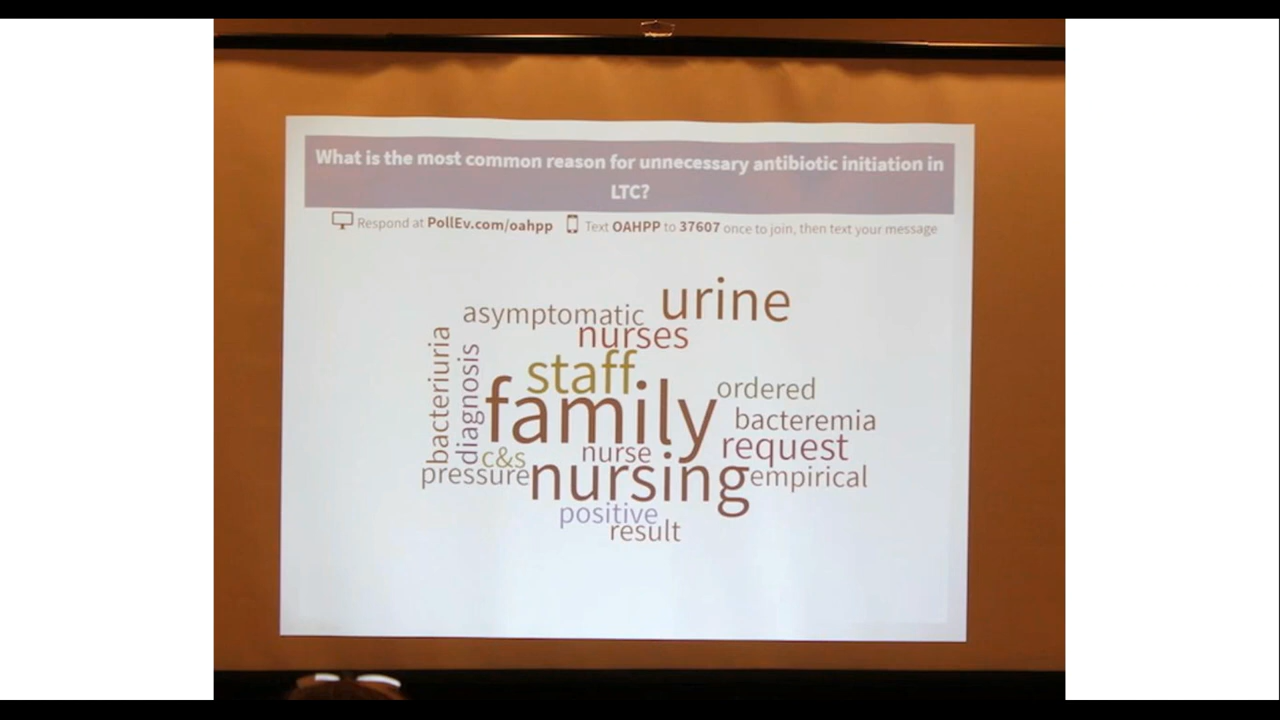 What is the most common reason for unnecessary antibiotic initiation in
LTC?
Respond at PollEv.com/oahpp Text OAHPP to 37607 once to join, then text your message
urine
asymptomatic
nurses
bacteriuria
diagnosis
staff
family
ordered
bacteremia
request
c&s
nurse
pressure
nursing
empirical
positive
result